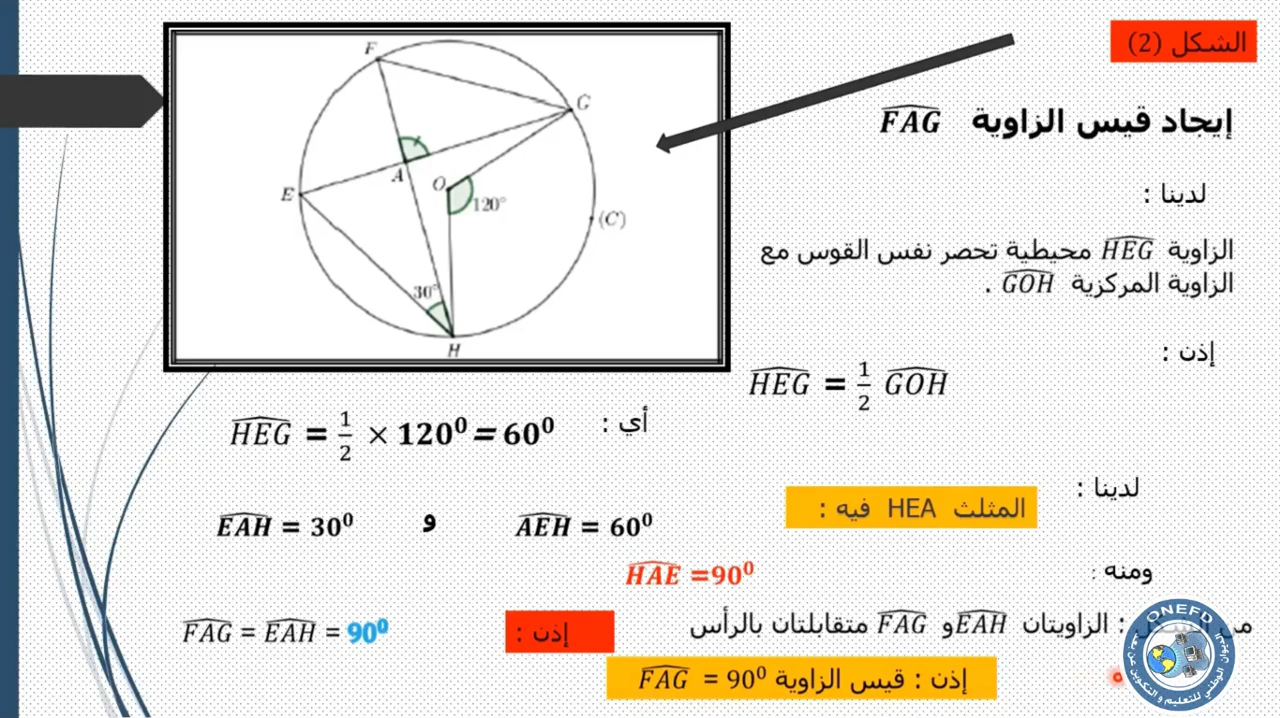 الشكل (2)
إيجاد قيس الزاوية FAG
لدينا :
الزاوية HEG محيطية تحصر نفس القوس مع
الزاوية المركزية GOH .
إذن :
HEG = 1/2 GOH
أي : HEG = 1/2 × 120⁰ = 60⁰
لدينا :
المثلث HEA فيه :
AEH = 60⁰ و EAH = 30⁰
ومنه :
HAE =90⁰
الشكل : الزاويتان EAH و FAG متقابلتان بالرأس
إذن :
FAG = EAH = 90⁰
إذن : قيس الزاوية FAG = 90⁰
F
G
A
E
O
120°
(C)
30°
H
ONEFD